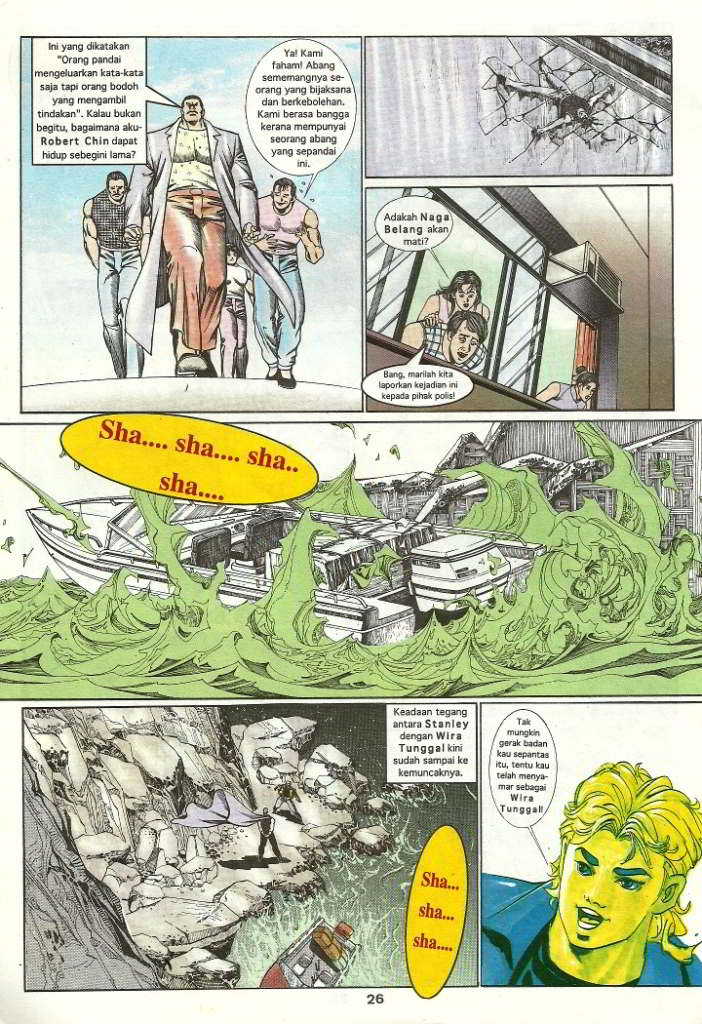 Ini yang dikatakan
"Orang pandai
mengeluarkan kata-kata
saja tapi orang bodoh
yang mengambil
tindakan". Kalau bukan
begitu, bagaimana aku-
Robert Chin dapat
hidup sebegini lama?
Ya! Kami
faham! Abang
sememangnya se-
orang yang bijaksana
dan berkebolehan.
Kami berasa bangga
kerana mempunyai
seorang abang
yang sepandai
ini.
Adakah Naga
Belang akan
mati?
Bang, marilah kita
laporkan kejadian ini
kepada pihak polis!
Sha.... sha.... sha..
sha....
Keadaan tegang
antara Stanley
dengan Wira
Tunggal kini
sudah sampai ke
kemuncaknya.
Sha...
sha...
sha....
Tak
mungkin
gerak badan
kau sepantas
itu, tentu kau
telah menya-
mar sebagai
Wira
Tunggal!
26